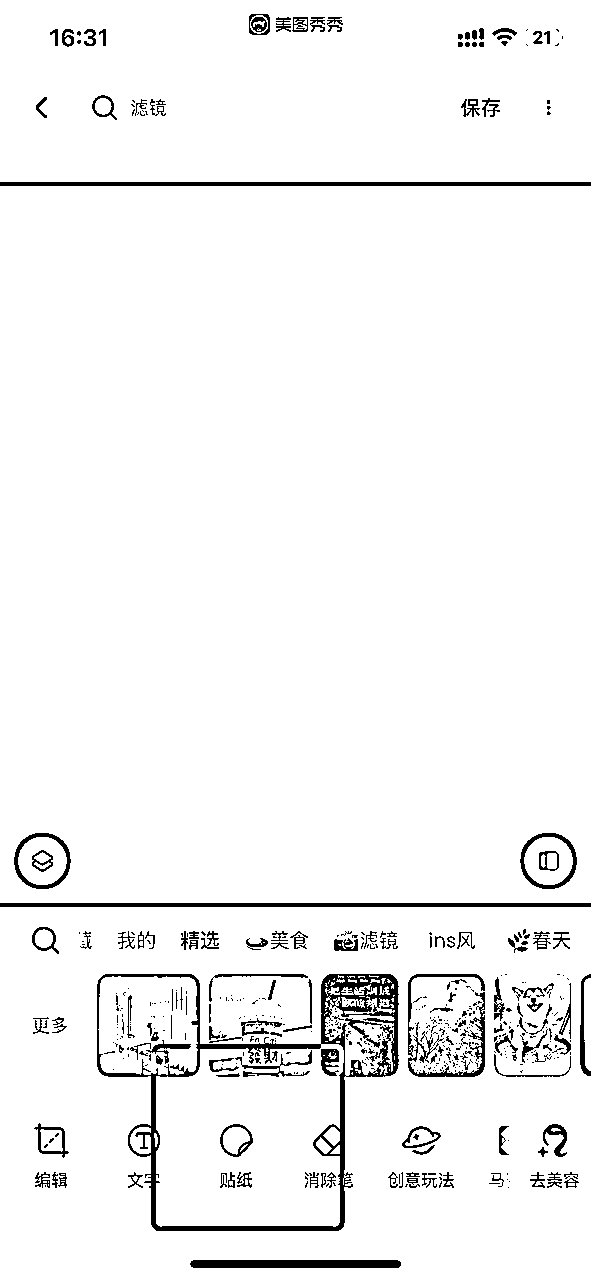 美图秀秀
16:31
21
滤镜
保存
我的 精选 美食 滤镜 ins风 春天
更多
發財
编辑 文字 贴纸 消除笔 创意玩法 马 去美容